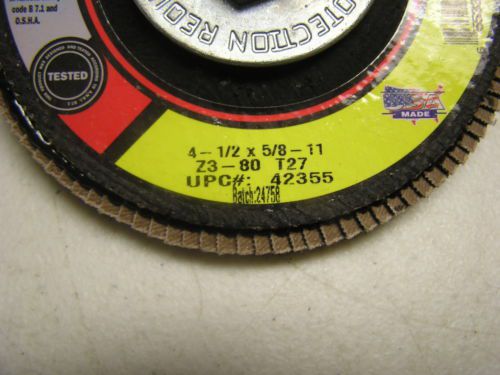 code B 7.1 and
O.S.H.A.
PROTECTION REQU
TESTED
USA
MADE
4-1/2 x 5/8-11
Z3-80 T27
UPC#: 42355
Batch:24758